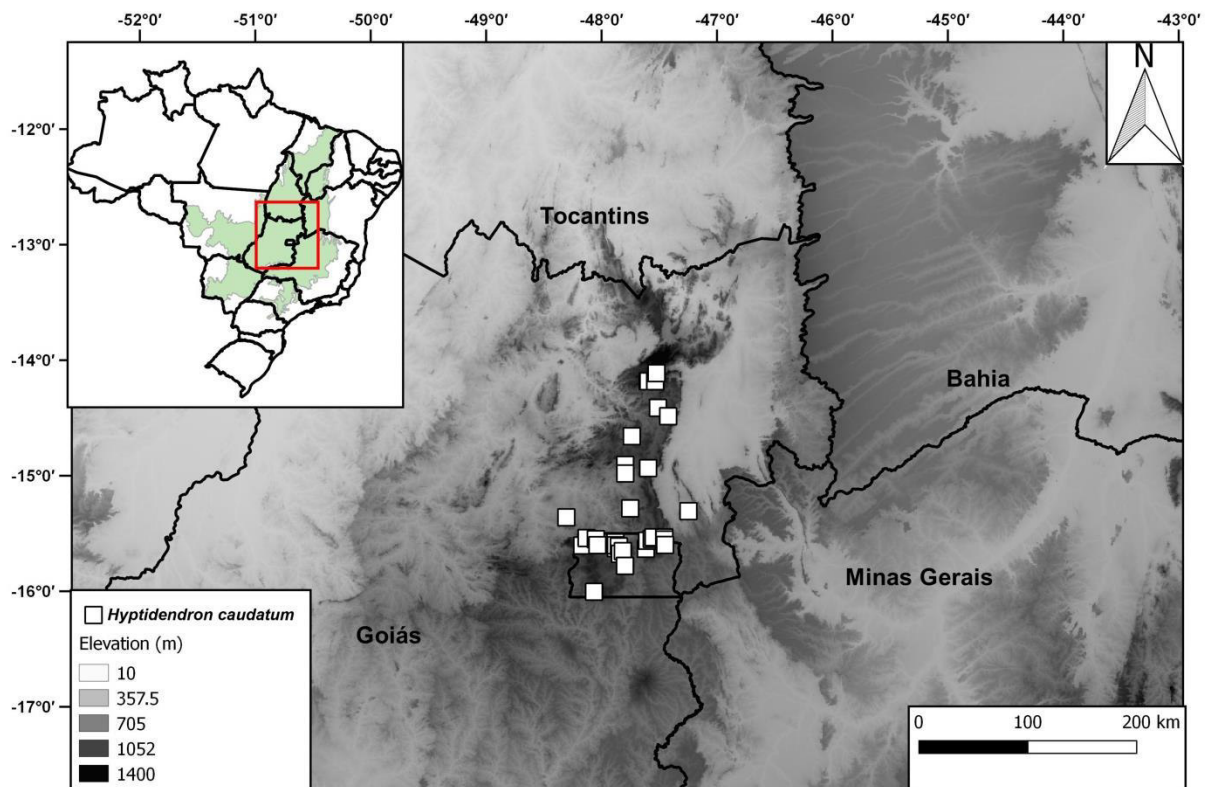 -52°0' -51°0' -50°0' -49°0' -48°0' -47°0' -46°0' -45°0' -44°0' -43°0'
N
-12°0'
Tocantins
-13°0'
-14°0'
Bahia
-15°0'
-16°0'
Minas Gerais
Hyptidendron caudatum
Goiás
Elevation (m)
10
357.5
705
1052
1400
-17°0'
0 100 200 km